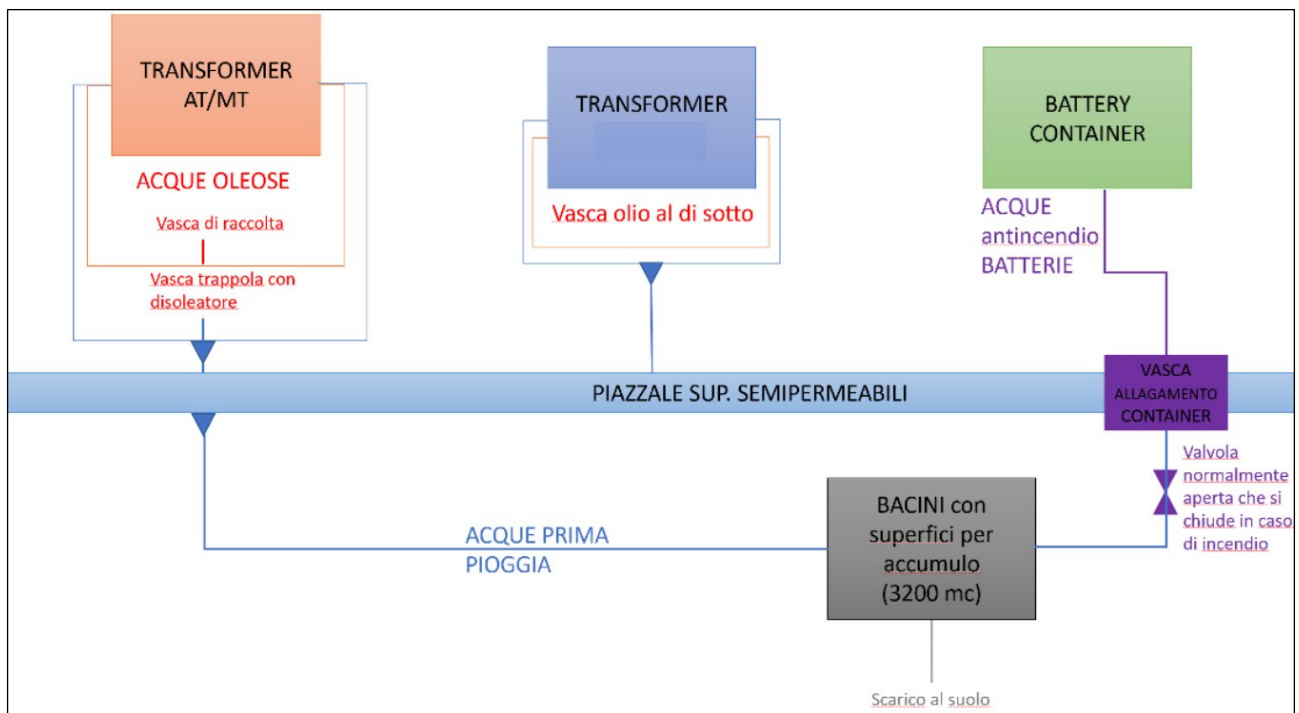 TRANSFORMER
AT/MT
ACQUE OLEOSE
Vasca di raccolta
Vasca trappola con
disoleatore
TRANSFORMER
Vasca olio al di sotto
BATTERY
CONTAINER
ACQUE
antincendio
BATTERIE
PIAZZALE SUP. SEMIPERMEABILI
VASCA
ALLAGAMENTO
CONTAINER
Valvola
normalmente
aperta che si
chiude in caso
di incendio
ACQUE PRIMA
PIOGGIA
BACINI con
superfici per
accumulo
(3200 mc)
Scarico al suolo